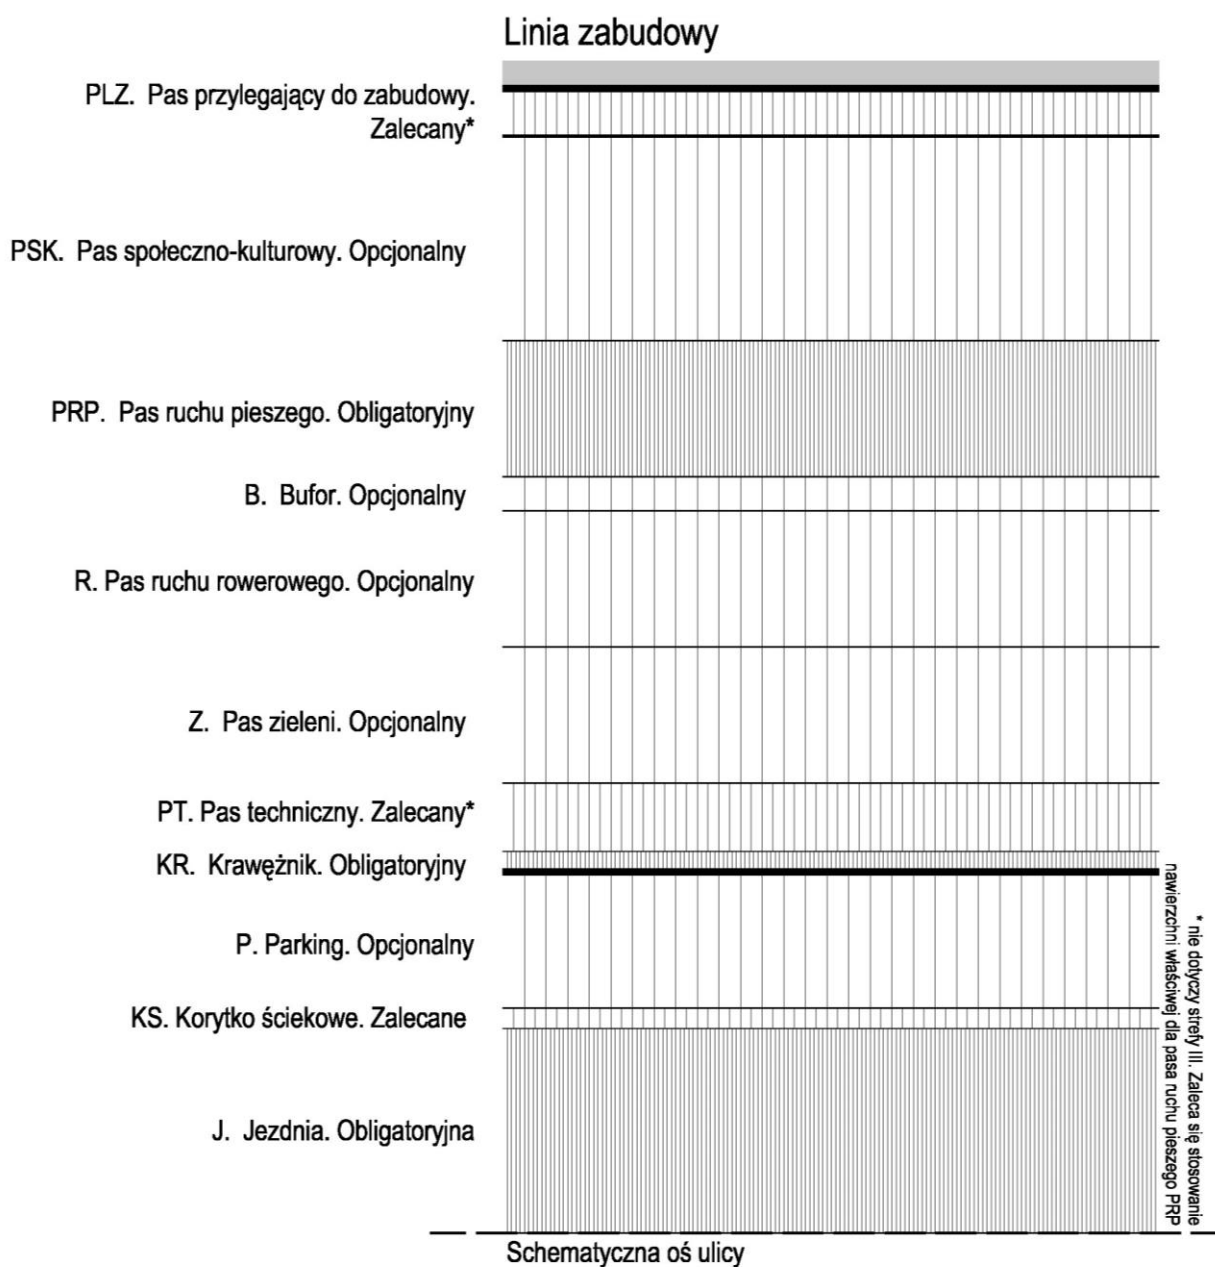 Linia zabudowy
PLZ. Pas przylegający do zabudowy.
Zalecany*
PSK. Pas społeczno-kulturowy. Opcjonalny
PRP. Pas ruchu pieszego. Obligatoryjny
B. Bufor. Opcjonalny
R. Pas ruchu rowerowego. Opcjonalny
Z. Pas zieleni. Opcjonalny
PT. Pas techniczny. Zalecany*
KR. Krawężnik. Obligatoryjny
P. Parking. Opcjonalny
KS. Korytko ściekowe. Zalecane
J. Jezdnia. Obligatoryjna
* nie dotyczy strefy III. Zaleca się stosowanie
nawierzchni właściwej dla pasa ruchu pieszego PRP
Schematyczna oś ulicy